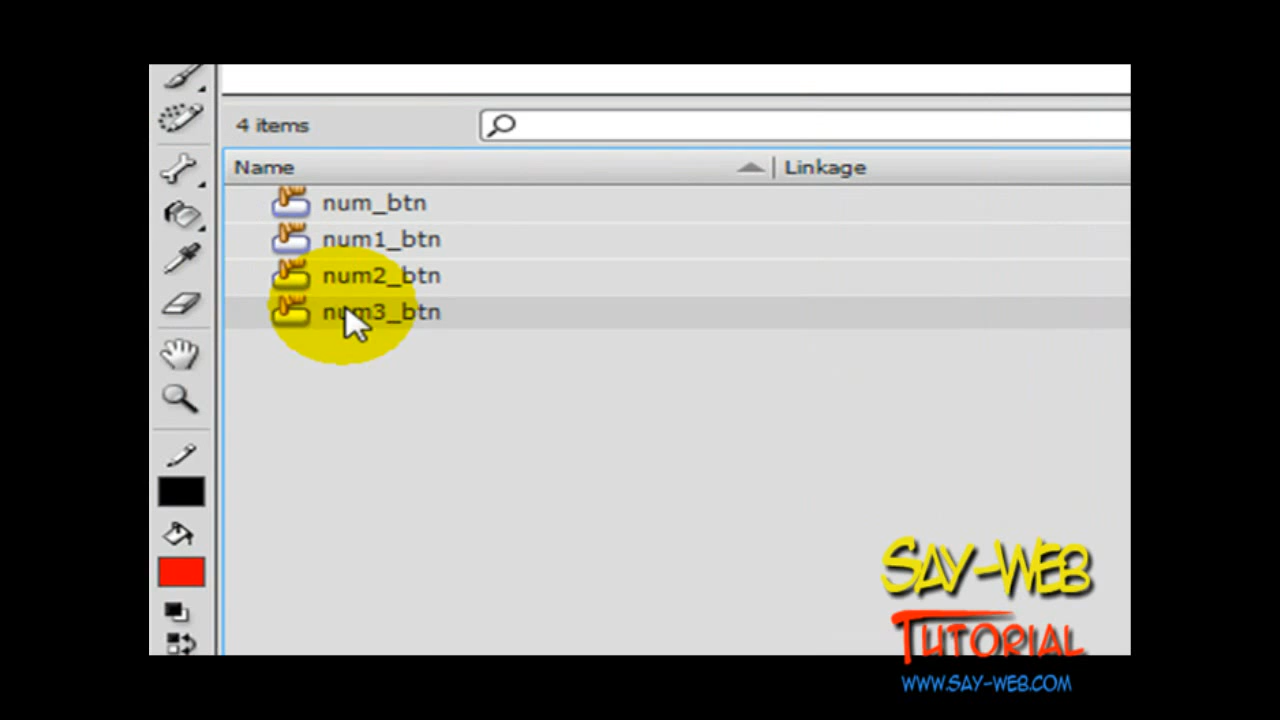 4 items
Name
Linkage
num_btn
num1_btn
num2_btn
num3_btn
SAY-WEB
TUTORIAL
WWW.SAY-WEB.COM